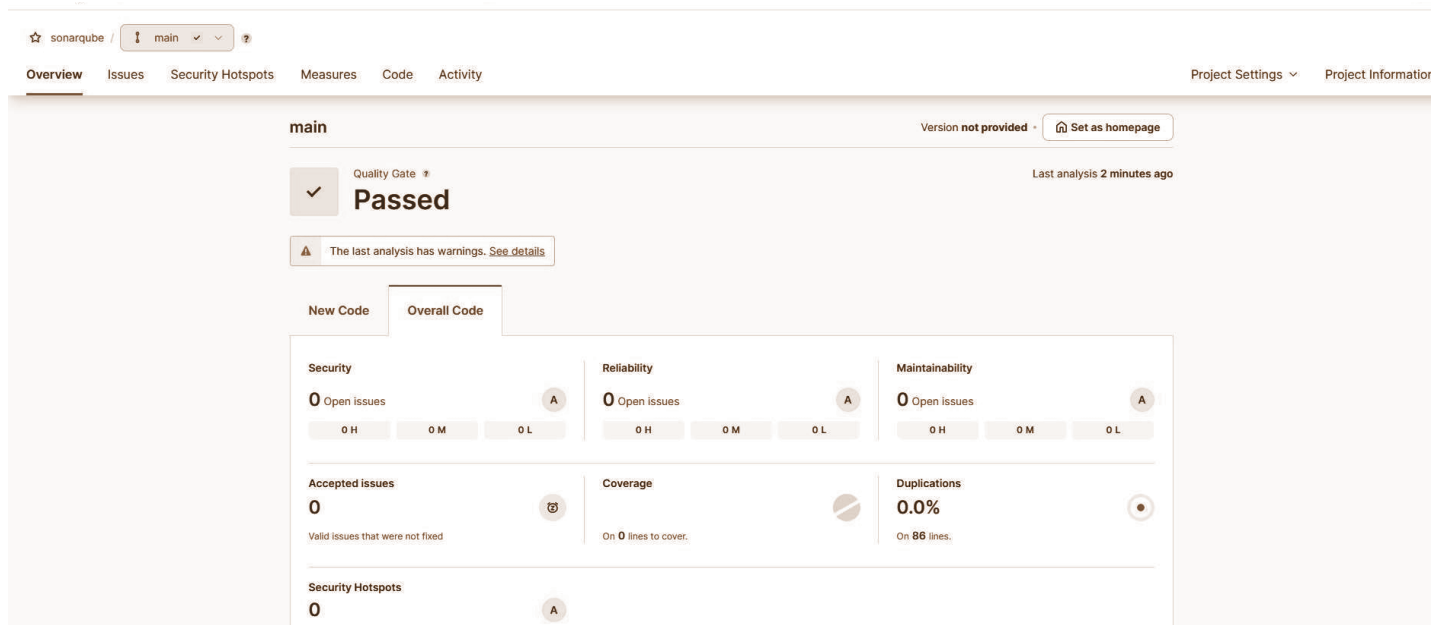 sonarqube / main ?
Overview Issues Security Hotspots Measures Code Activity Project Settings Project Information
main Version not provided • Set as homepage
Quality Gate ? Last analysis 2 minutes ago
Passed
The last analysis has warnings. See details
New Code Overall Code
Security Reliability Maintainability
0 Open issues A 0 Open issues A 0 Open issues A
0 H 0 M 0 L 0 H 0 M 0 L 0 H 0 M 0 L
Accepted issues Coverage Duplications
0 0.0%
Valid issues that were not fixed On 0 lines to cover. On 86 lines.
Security Hotspots
0 A